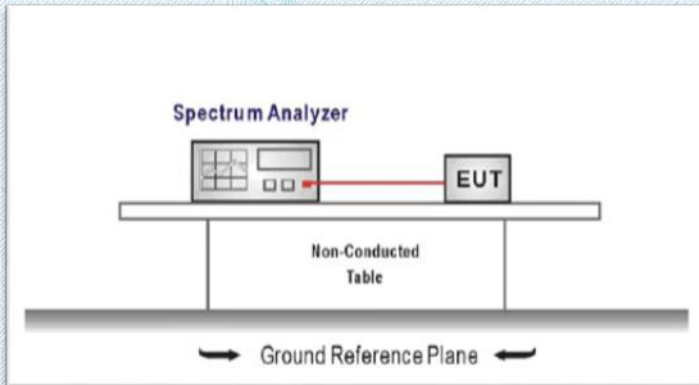 Spectrum Analyzer
EUT
Non-Conducted
Table
Ground Reference Plane